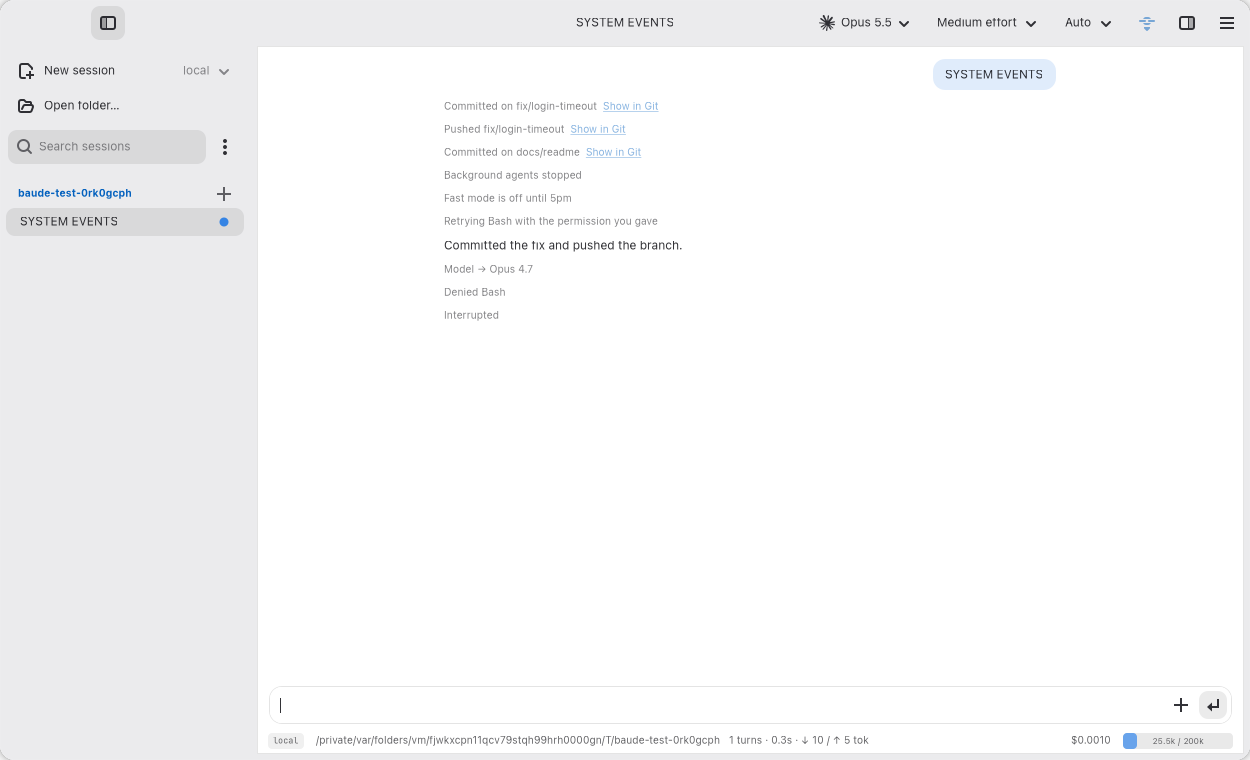 SYSTEM EVENTS
Opus 5.5
Medium effort
Auto
New session
local
Open folder...
Search sessions
baude-test-0rk0gcph
SYSTEM EVENTS
SYSTEM EVENTS
Committed on fix/login-timeout Show in Git
Pushed fix/login-timeout Show in Git
Committed on docs/readme Show in Git
Background agents stopped
Fast mode is off until 5pm
Retrying Bash with the permission you gave
Committed the fix and pushed the branch.
Model → Opus 4.7
Denied Bash
Interrupted
local /private/var/folders/vm/fjwkxcpn11qcv79stqh99hrh0000gn/T/baude-test-0rk0gcph 1 turns · 0.3s · ↓ 10 / ↑ 5 tok $0.0010 25.5k / 200k